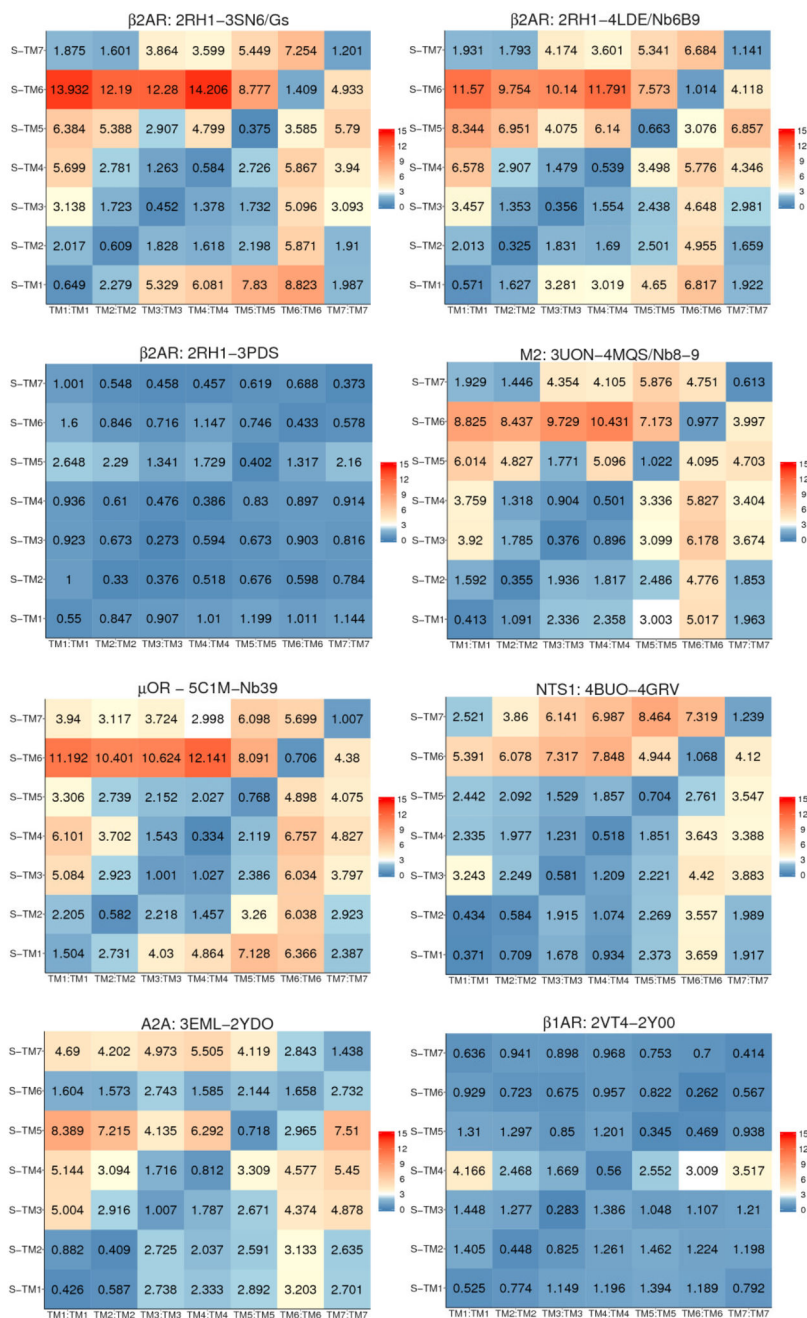 β2AR: 2RH1−3SN6/Gs
S−TM7 1.875 1.601 3.864 3.599 5.449 7.254 1.201
S−TM6 13.932 12.19 12.28 14.206 8.777 1.409 4.933
S−TM5 6.384 5.388 2.907 4.799 0.375 3.585 5.79
S−TM4 5.699 2.781 1.263 0.584 2.726 5.867 3.94
S−TM3 3.138 1.723 0.452 1.378 1.732 5.096 3.093
S−TM2 2.017 0.609 1.828 1.618 2.198 5.871 1.91
S−TM1 0.649 2.279 5.329 6.081 7.83 8.823 1.987
TM1:TM1 TM2:TM2 TM3:TM3 TM4:TM4 TM5:TM5 TM6:TM6 TM7:TM7
15
12
9
6
3
0
β2AR: 2RH1−4LDE/Nb6B9
S−TM7 1.931 1.793 4.174 3.601 5.341 6.684 1.141
S−TM6 11.57 9.754 10.14 11.791 7.573 1.014 4.118
S−TM5 8.344 6.951 4.075 6.14 0.663 3.076 6.857
S−TM4 6.578 2.907 1.479 0.539 3.498 5.776 4.346
S−TM3 3.457 1.353 0.356 1.554 2.438 4.648 2.981
S−TM2 2.013 0.325 1.831 1.69 2.501 4.955 1.659
S−TM1 0.571 1.627 3.281 3.019 4.65 6.817 1.922
TM1:TM1 TM2:TM2 TM3:TM3 TM4:TM4 TM5:TM5 TM6:TM6 TM7:TM7
15
12
9
6
3
0
β2AR: 2RH1−3PDS
S−TM7 1.001 0.548 0.458 0.457 0.619 0.688 0.373
S−TM6 1.6 0.846 0.716 1.147 0.746 0.433 0.578
S−TM5 2.648 2.29 1.341 1.729 0.402 1.317 2.16
S−TM4 0.936 0.61 0.476 0.386 0.83 0.897 0.914
S−TM3 0.923 0.673 0.273 0.594 0.673 0.903 0.816
S−TM2 1 0.33 0.376 0.518 0.676 0.598 0.784
S−TM1 0.55 0.847 0.907 1.01 1.199 1.011 1.144
TM1:TM1 TM2:TM2 TM3:TM3 TM4:TM4 TM5:TM5 TM6:TM6 TM7:TM7
15
12
9
6
3
0
M2: 3UON−4MQS/Nb8−9
S−TM7 1.929 1.446 4.354 4.105 5.876 4.751 0.613
S−TM6 8.825 8.437 9.729 10.431 7.173 0.977 3.997
S−TM5 6.014 4.827 1.771 5.096 1.022 4.095 4.703
S−TM4 3.759 1.318 0.904 0.501 3.336 5.827 3.404
S−TM3 3.92 1.785 0.376 0.896 3.099 6.178 3.674
S−TM2 1.592 0.355 1.936 1.817 2.486 4.776 1.853
S−TM1 0.413 1.091 2.336 2.358 3.003 5.017 1.963
TM1:TM1 TM2:TM2 TM3:TM3 TM4:TM4 TM5:TM5 TM6:TM6 TM7:TM7
15
12
9
6
3
0
μOR − 5C1M−Nb39
S−TM7 3.94 3.117 3.724 2.998 6.098 5.699 1.007
S−TM6 11.192 10.401 10.624 12.141 8.091 0.706 4.38
S−TM5 3.306 2.739 2.152 2.027 0.768 4.898 4.075
S−TM4 6.101 3.702 1.543 0.334 2.119 6.757 4.827
S−TM3 5.084 2.923 1.001 1.027 2.386 6.034 3.797
S−TM2 2.205 0.582 2.218 1.457 3.26 6.038 2.923
S−TM1 1.504 2.731 4.03 4.864 7.128 6.366 2.387
TM1:TM1 TM2:TM2 TM3:TM3 TM4:TM4 TM5:TM5 TM6:TM6 TM7:TM7
15
12
9
6
3
0
NTS1: 4BUO−4GRV
S−TM7 2.521 3.86 6.141 6.987 8.464 7.319 1.239
S−TM6 5.391 6.078 7.317 7.848 4.944 1.068 4.12
S−TM5 2.442 2.092 1.529 1.857 0.704 2.761 3.547
S−TM4 2.335 1.977 1.231 0.518 1.851 3.643 3.388
S−TM3 3.243 2.249 0.581 1.209 2.221 4.42 3.883
S−TM2 0.434 0.584 1.915 1.074 2.269 3.557 1.989
S−TM1 0.371 0.709 1.678 0.934 2.373 3.659 1.917
TM1:TM1 TM2:TM2 TM3:TM3 TM4:TM4 TM5:TM5 TM6:TM6 TM7:TM7
15
12
9
6
3
0
A2A: 3EML−2YDO
S−TM7 4.69 4.202 4.973 5.505 4.119 2.843 1.438
S−TM6 1.604 1.573 2.743 1.585 2.144 1.658 2.732
S−TM5 8.389 7.215 4.135 6.292 0.718 2.965 7.51
S−TM4 5.144 3.094 1.716 0.812 3.309 4.577 5.45
S−TM3 5.004 2.916 1.007 1.787 2.671 4.374 4.878
S−TM2 0.882 0.409 2.725 2.037 2.591 3.133 2.635
S−TM1 0.426 0.587 2.738 2.333 2.892 3.203 2.701
TM1:TM1 TM2:TM2 TM3:TM3 TM4:TM4 TM5:TM5 TM6:TM6 TM7:TM7
15
12
9
6
3
0
β1AR: 2VT4−2Y00
S−TM7 0.636 0.941 0.898 0.968 0.753 0.7 0.414
S−TM6 0.929 0.723 0.675 0.957 0.822 0.262 0.567
S−TM5 1.31 1.297 0.85 1.201 0.345 0.469 0.938
S−TM4 4.166 2.468 1.669 0.56 2.552 3.009 3.517
S−TM3 1.448 1.277 0.283 1.386 1.048 1.107 1.21
S−TM2 1.405 0.448 0.825 1.261 1.462 1.224 1.198
S−TM1 0.525 0.774 1.149 1.196 1.394 1.189 0.792
TM1:TM1 TM2:TM2 TM3:TM3 TM4:TM4 TM5:TM5 TM6:TM6 TM7:TM7
15
12
9
6
3
0